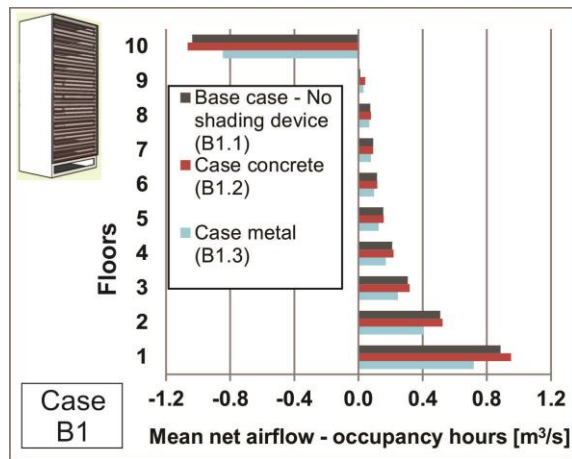 10
9
8
7
6
5
4
3
2
1
Floors
Base case - No
shading device
(B1.1)
Case concrete
(B1.2)
Case metal
(B1.3)
Case
B1
-1.2 -0.8 -0.4 0.0 0.4 0.8 1.2
Mean net airflow - occupancy hours [m³/s]